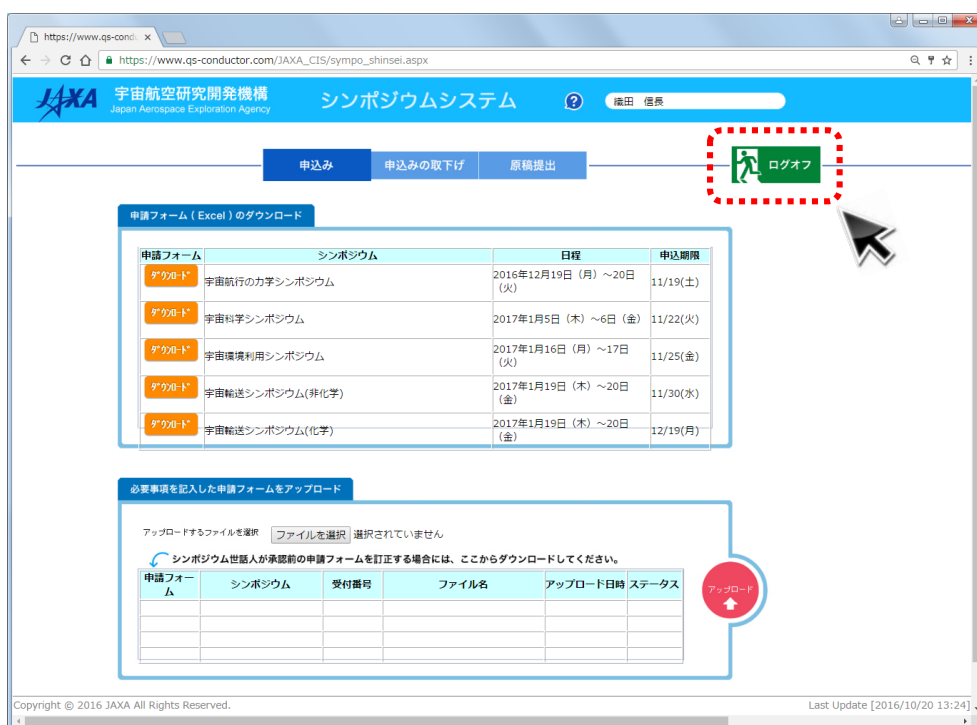 https://www.qs-condu
https://www.qs-conductor.com/JAXA_CIS/sympo_shinsei.aspx
JAXA
宇宙航空研究開発機構
Japan Aerospace Exploration Agency
シンポジウムシステム
?
織田 信長
申込み
申込みの取下げ
原稿提出
ログオフ
申請フォーム ( Excel ) のダウンロード
申請フォーム シンポジウム 日程 申込期限
ﾀﾞｳﾝﾛｰﾄﾞ 宇宙航行の力学シンポジウム 2016年12月19日（月）～20日 11/19(土)
（火）
ﾀﾞｳﾝﾛｰﾄﾞ 宇宙科学シンポジウム 2017年1月5日（木）～6日（金） 11/22(火)
ﾀﾞｳﾝﾛｰﾄﾞ 宇宙環境利用シンポジウム 2017年1月16日（月）～17日 11/25(金)
（火）
ﾀﾞｳﾝﾛｰﾄﾞ 宇宙輸送シンポジウム(非化学) 2017年1月19日（木）～20日 11/30(水)
（金）
ﾀﾞｳﾝﾛｰﾄﾞ 宇宙輸送シンポジウム(化学) 2017年1月19日（木）～20日 12/19(月)
（金）
必要事項を記入した申請フォームをアップロード
アップロードするファイルを選択 ファイルを選択 選択されていません
シンポジウム世話人が承認前の申請フォームを訂正する場合には、ここからダウンロードしてください。
申請フォー シンポジウム 受付番号 ファイル名 アップロード日時 ステータス
ム
アップロード
Copyright © 2016 JAXA All Rights Reserved.
Last Update [2016/10/20 13:24]